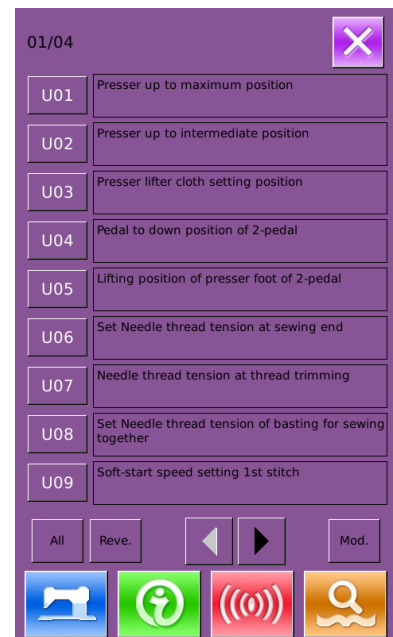 01/04
U01
Presser up to maximum position
U02
Presser up to intermediate position
U03
Presser lifter cloth setting position
U04
Pedal to down position of 2-pedal
U05
Lifting position of presser foot of 2-pedal
U06
Set Needle thread tension at sewing end
U07
Needle thread tension at thread trimming
U08
Set Needle thread tension of basting for sewing
together
U09
Soft-start speed setting 1st stitch
All
Reve.
Mod.